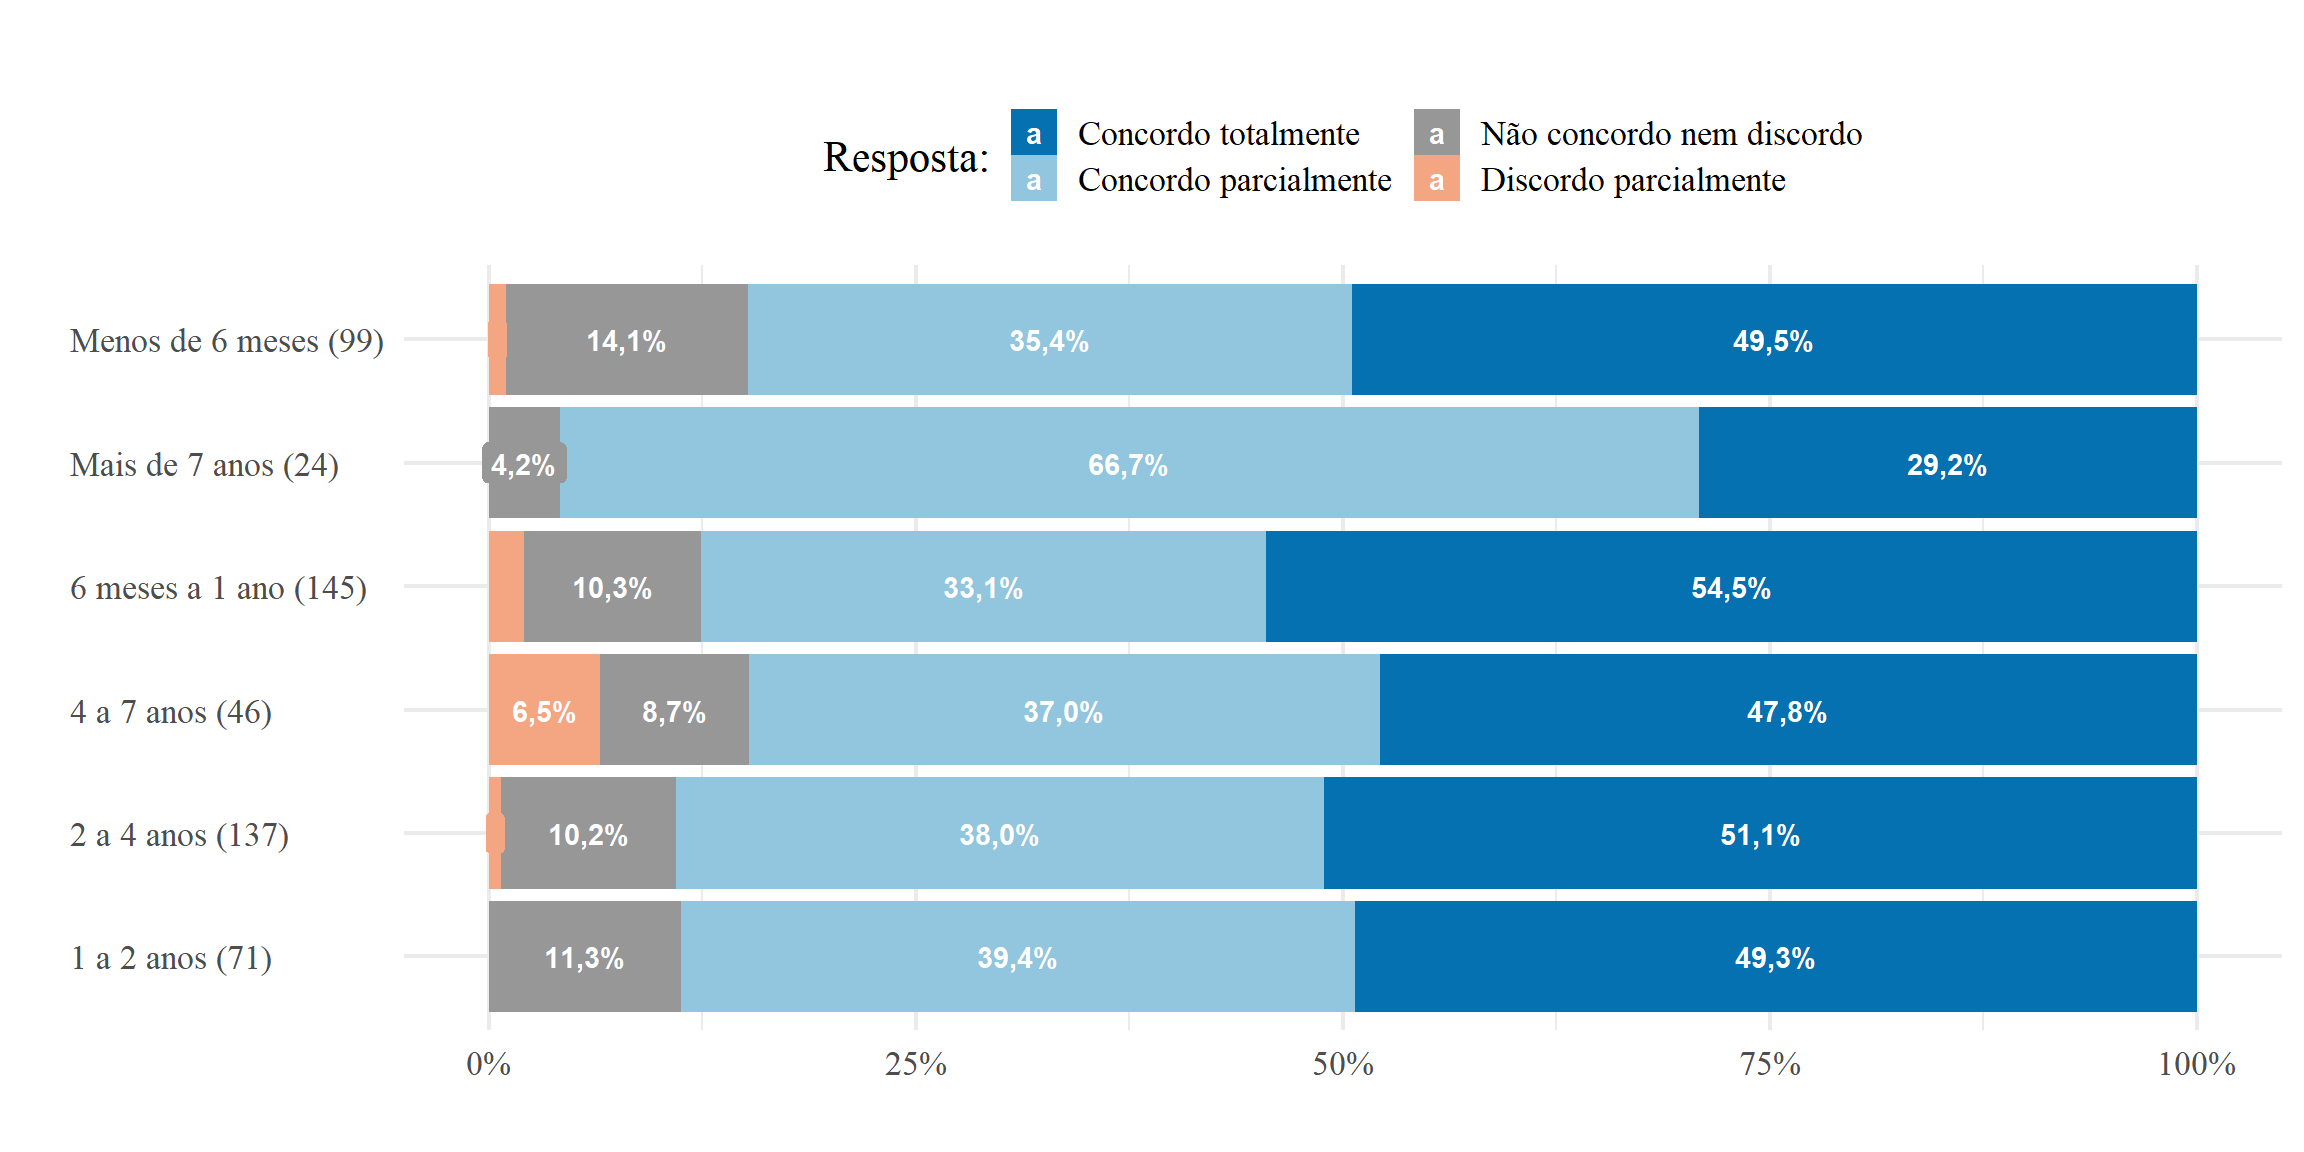 Resposta:
a Concordo totalmente
a Não concordo nem discordo
a Concordo parcialmente
a Discordo parcialmente
Menos de 6 meses (99) 14,1% 35,4% 49,5%
Mais de 7 anos (24) 4,2% 66,7% 29,2%
6 meses a 1 ano (145) 10,3% 33,1% 54,5%
4 a 7 anos (46) 6,5% 8,7% 37,0% 47,8%
2 a 4 anos (137) 10,2% 38,0% 51,1%
1 a 2 anos (71) 11,3% 39,4% 49,3%
0% 25% 50% 75% 100%